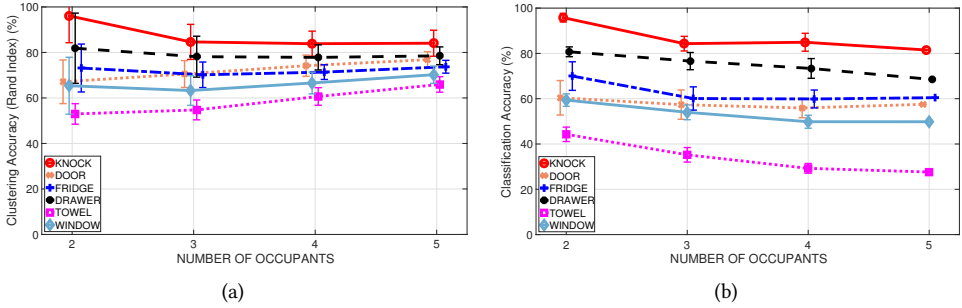 Clustering Accuracy (Rand Index) (%)
100
80
60
40
20
0
KNOCK
DOOR
FRIDGE
DRAWER
TOWEL
WINDOW
2 3 4 5
NUMBER OF OCCUPANTS
(a)
Classification Accuracy (%)
100
80
60
40
20
0
KNOCK
DOOR
FRIDGE
DRAWER
TOWEL
WINDOW
2 3 4 5
NUMBER OF OCCUPANTS
(b)